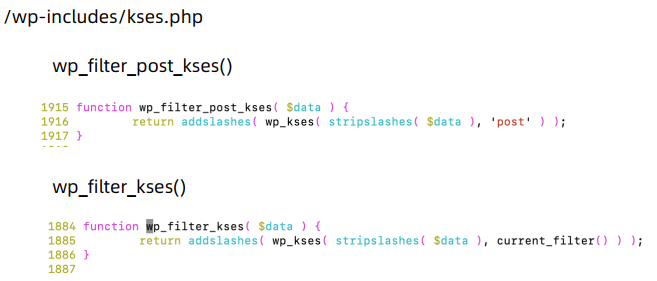 /wp-includes/kses.php
wp_filter_post_kses()
1915 function wp_filter_post_kses( $data ) {
1916         return addslashes( wp_kses( stripslashes( $data ), 'post' ) );
1917 }
wp_filter_kses()
1884 function wp_filter_kses( $data ) {
1885         return addslashes( wp_kses( stripslashes( $data ), current_filter() ) );
1886 }
1887